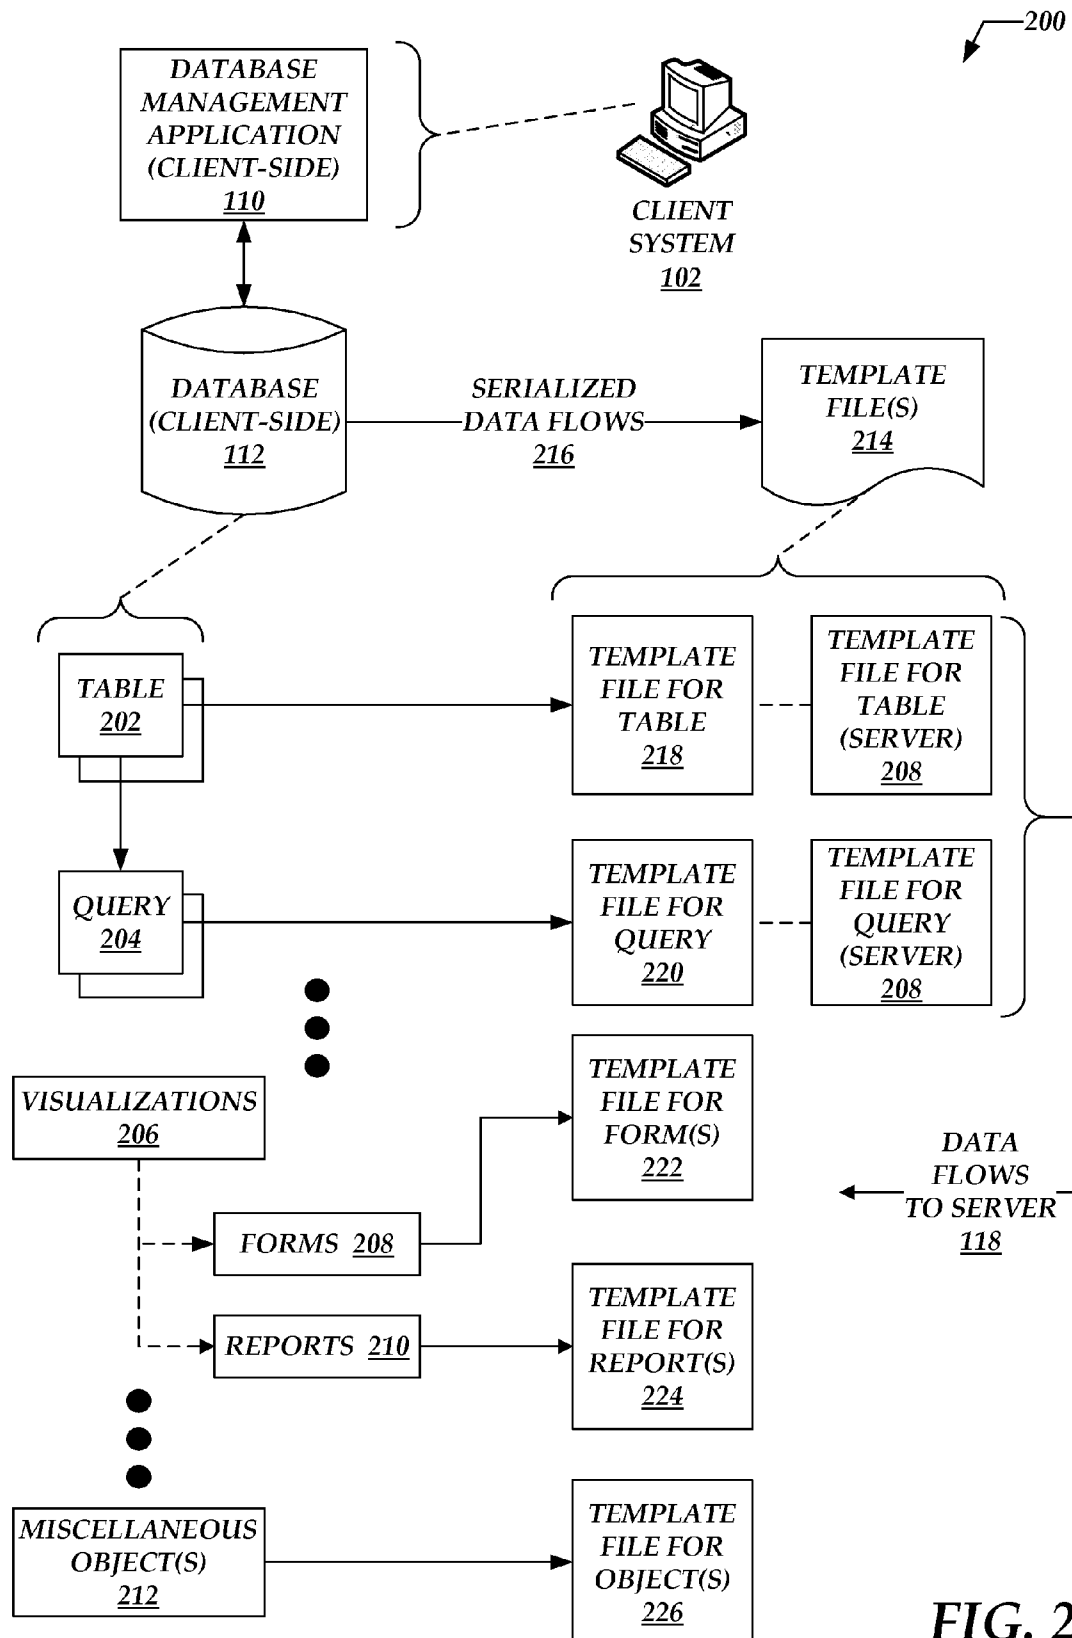 200
DATABASE
MANAGEMENT
APPLICATION
(CLIENT-SIDE)
110
CLIENT
SYSTEM
102
DATABASE
(CLIENT-SIDE)
112
SERIALIZED
DATA FLOWS
216
TEMPLATE
FILE(S)
214
TABLE
202
TEMPLATE
FILE FOR
TABLE
218
TEMPLATE
FILE FOR
TABLE
(SERVER)
208
QUERY
204
TEMPLATE
FILE FOR
QUERY
220
TEMPLATE
FILE FOR
QUERY
(SERVER)
208
VISUALIZATIONS
206
TEMPLATE
FILE FOR
FORM(S)
222
DATA
FLOWS
TO SERVER
118
FORMS 208
REPORTS 210
TEMPLATE
FILE FOR
REPORT(S)
224
MISCELLANEOUS
OBJECT(S)
212
TEMPLATE
FILE FOR
OBJECT(S)
226
FIG. 2